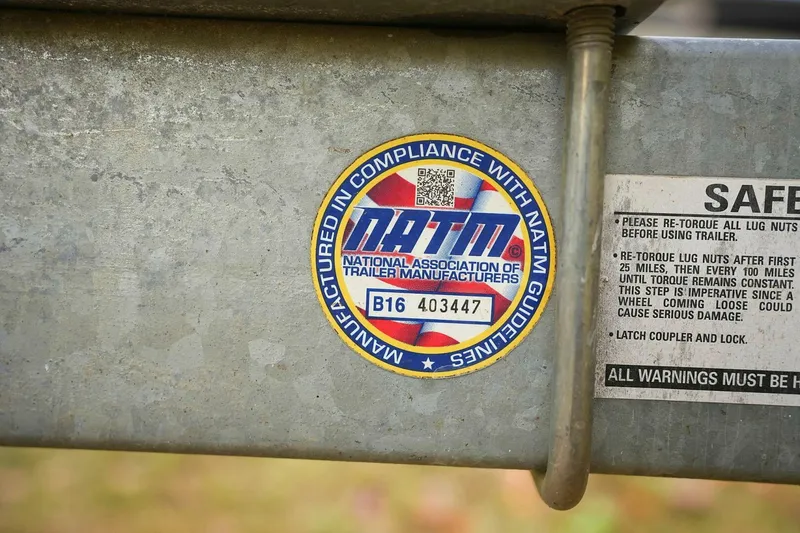 MANUFACTURED IN COMPLIANCE WITH NATM GUIDELINES
NATM©
NATIONAL ASSOCIATION OF
TRAILER MANUFACTURERS
B16 403447
SAFE
• PLEASE RE-TORQUE ALL LUG NUTS
BEFORE USING TRAILER.
• RE-TORQUE LUG NUTS AFTER FIRST
25 MILES, THEN EVERY 100 MILES
UNTIL TORQUE REMAINS CONSTANT.
THIS STEP IS IMPERATIVE SINCE A
WHEEL COMING LOOSE COULD
CAUSE SERIOUS DAMAGE.
• LATCH COUPLER AND LOCK.
ALL WARNINGS MUST BE H